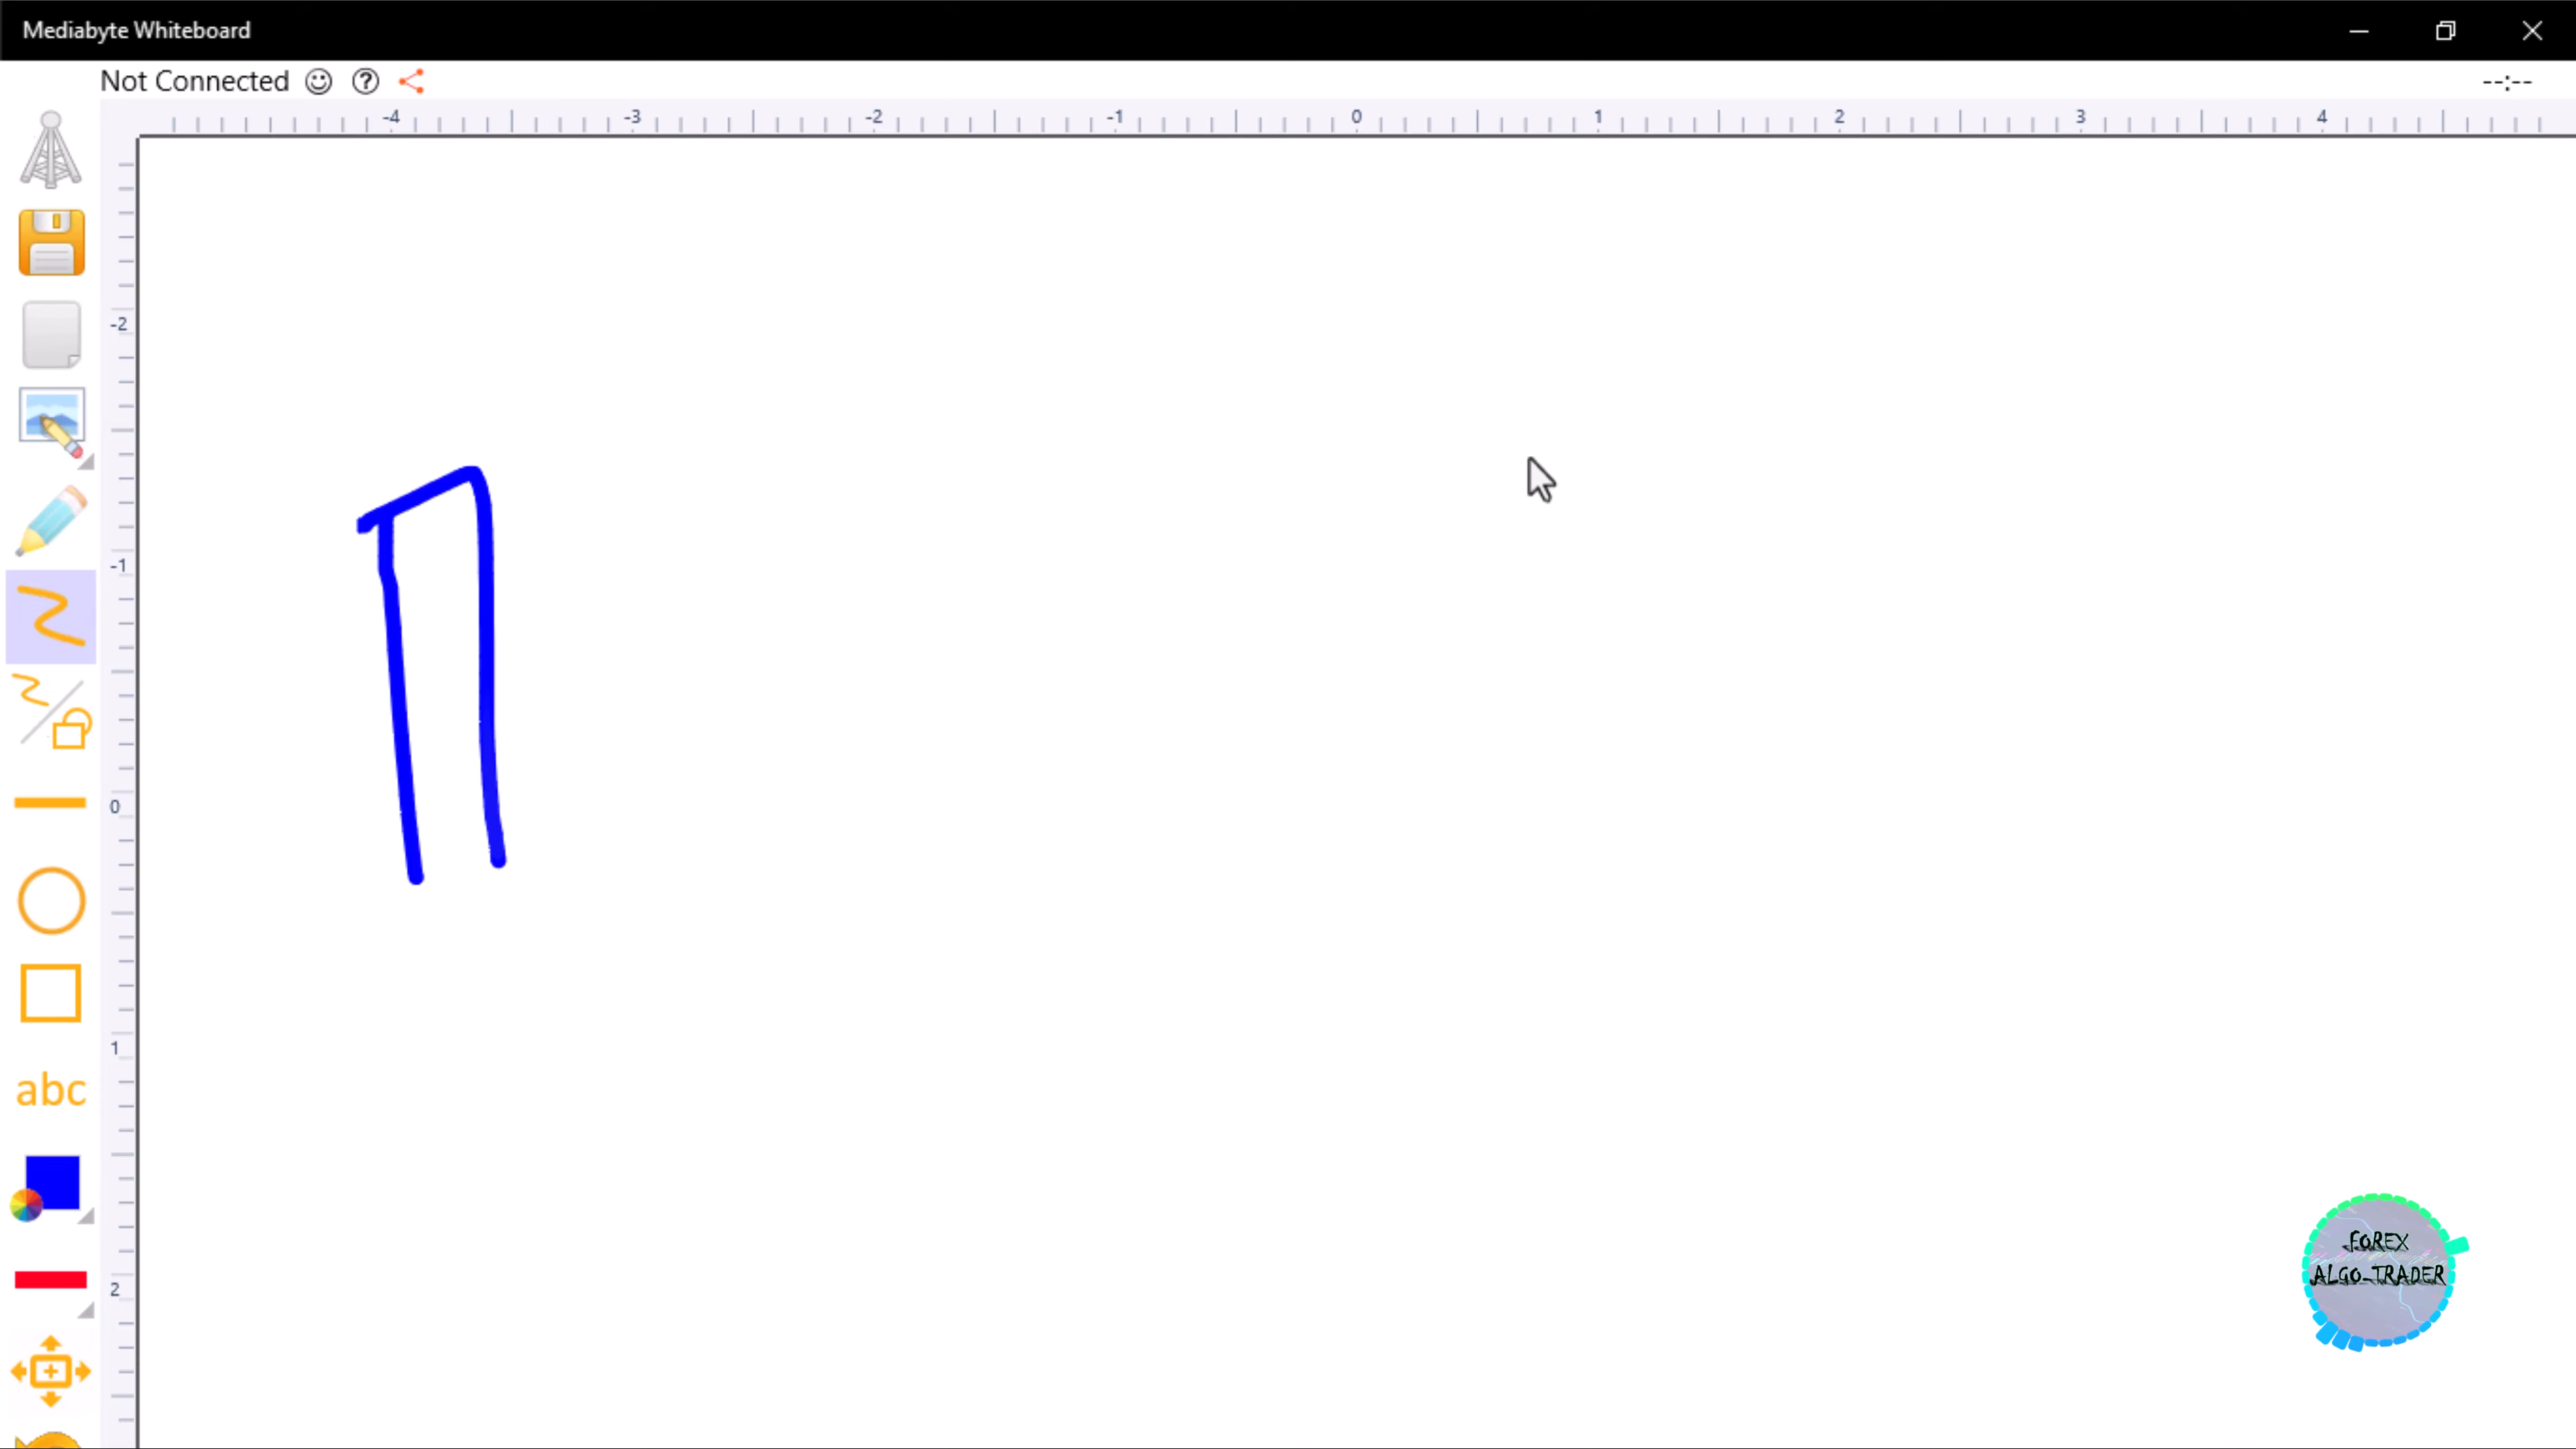 Mediabyte Whiteboard
Not Connected
--:--
-4 -3 -2 -1 0 1 2 3 4
-2
-1
0
1
abc
2
FOREX
ALGO-TRADER